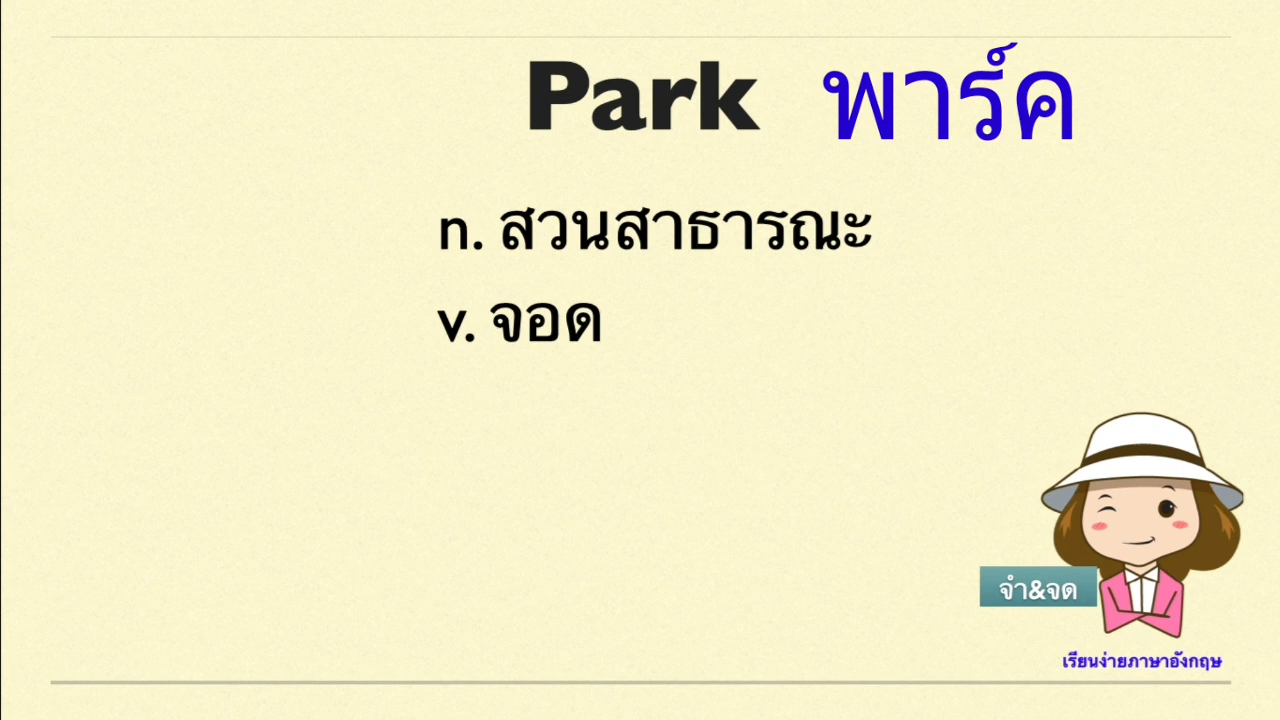 Park พาร์ค
n. สวนสาธารณะ
v. จอด
จำ&จด
เรียนง่ายภาษาอังกฤษ